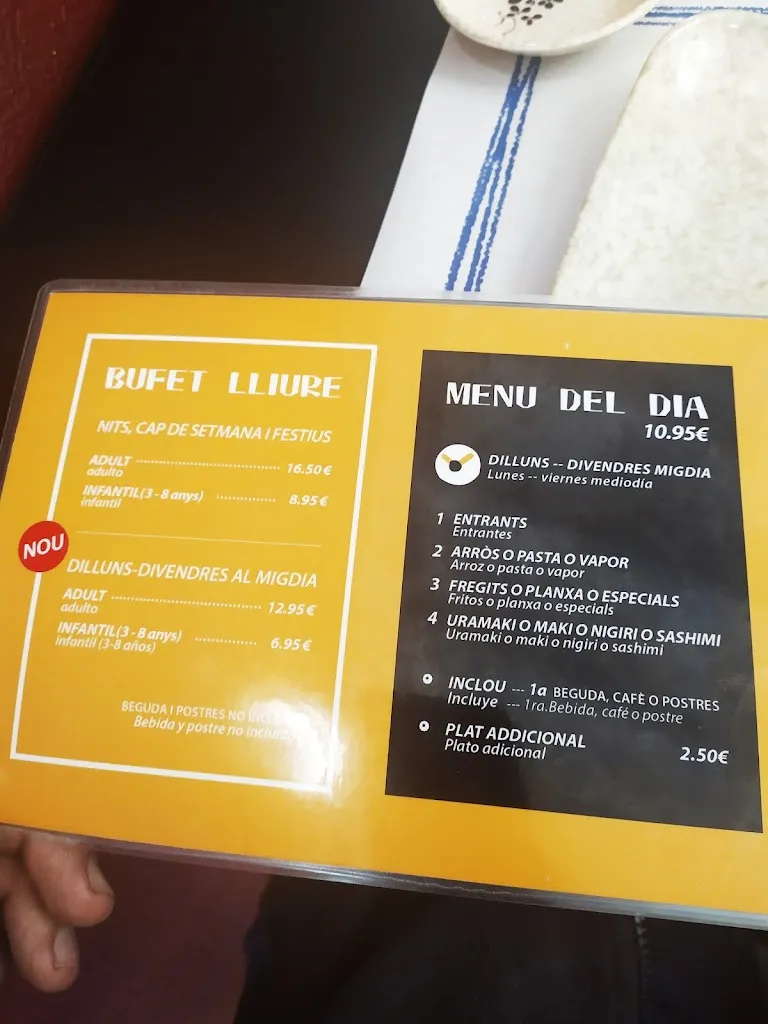 BUFET LLIURE
NITS, CAP DE SETMANA I FESTIUS
ADULT 16.50€
adulto
INFANTIL(3-8 anys) 8.95€
infantil
NOU
DILLUNS-DIVENDRES AL MIGDIA
ADULT 12.95€
adulto
INFANTIL(3-8 anys) 6.95€
infantil (3-8 años)
BEGUDA I POSTRES NO
Bebida y postre no
MENU DEL DIA
10.95€
DILLUNS -- DIVENDRES MIGDIA
Lunes -- viernes mediodía
1 ENTRANTS
Entrantes
2 ARRÒS O PASTA O VAPOR
Arroz o pasta o vapor
3 FREGITS O PLANXA O ESPECIALS
Fritos o planxa o especials
4 URAMAKI O MAKI O NIGIRI O SASHIMI
Uramaki o maki o nigiri o sashimi
INCLOU --- 1a BEGUDA, CAFÈ O POSTRES
Incluye --- 1ra.Bebida, café o postre
PLAT ADDICIONAL 2.50€
Plato adicional